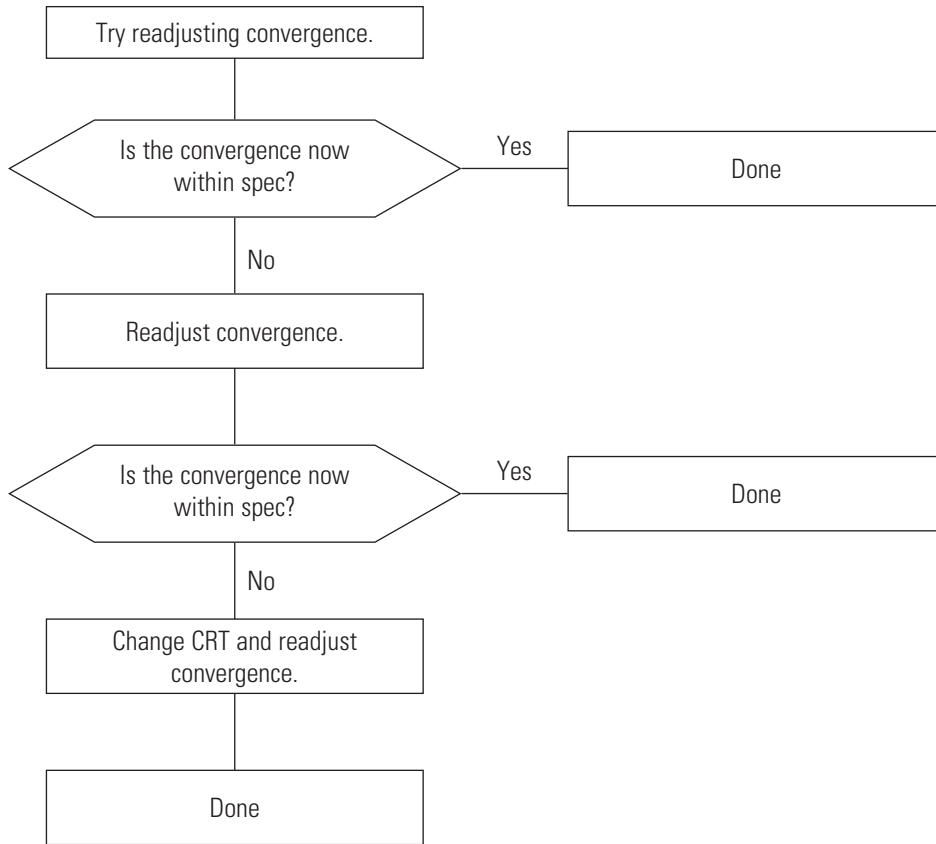 Try readjusting convergence.
Is the convergence now
within spec?
Yes
Done
No
Readjust convergence.
Is the convergence now
within spec?
Yes
Done
No
Change CRT and readjust
convergence.
Done